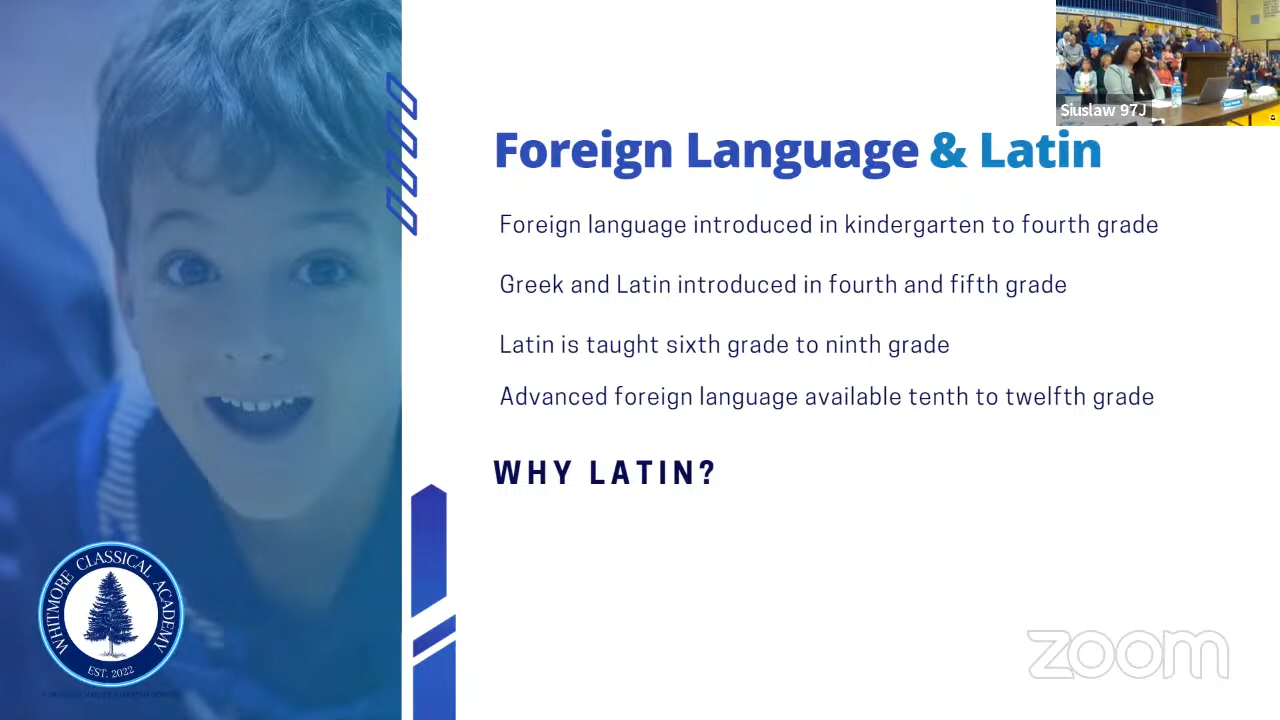 Siuslaw 97J
Foreign Language & Latin
Foreign language introduced in kindergarten to fourth grade
Greek and Latin introduced in fourth and fifth grade
Latin is taught sixth grade to ninth grade
Advanced foreign language available tenth to twelfth grade
WHY LATIN?
WHITMORE CLASSICAL ACADEMY
EST. 2022
zoom